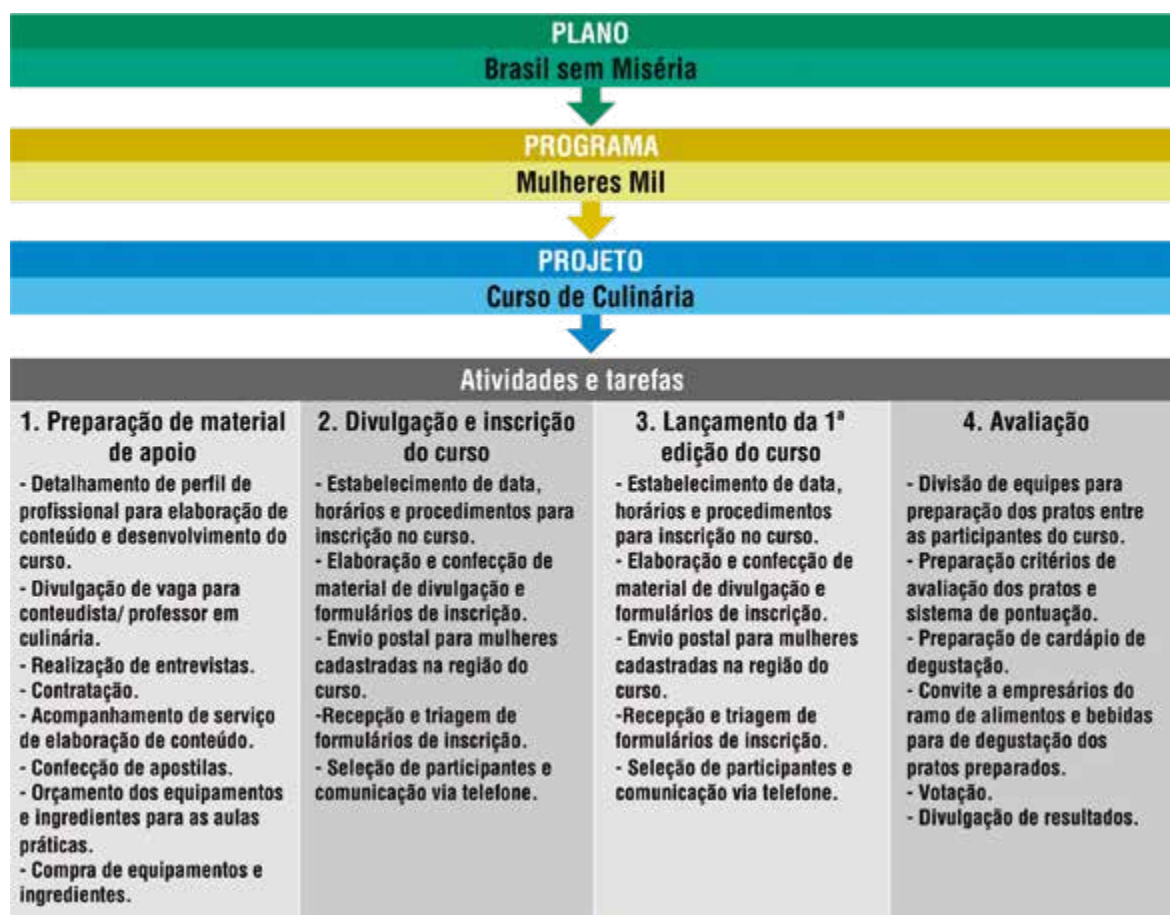 PLANO
Brasil sem Miséria
PROGRAMA
Mulheres Mil
PROJETO
Curso de Culinária
Atividades e tarefas
1. Preparação de material
de apoio
- Detalhamento de perfil de
profissional para elaboração de
conteúdo e desenvolvimento do
curso.
- Divulgação de vaga para
conteudista/ professor em
culinária.
- Realização de entrevistas.
- Contratação.
- Acompanhamento de serviço
de elaboração de conteúdo.
- Confecção de apostilas.
- Orçamento dos equipamentos
e ingredientes para as aulas
práticas.
- Compra de equipamentos e
ingredientes.
2. Divulgação e inscrição
do curso
- Estabelecimento de data,
horários e procedimentos para
inscrição no curso.
- Elaboração e confecção de
material de divulgação e
formulários de inscrição.
- Envio postal para mulheres
cadastradas na região do
curso.
-Recepção e triagem de
formulários de inscrição.
- Seleção de participantes e
comunicação via telefone.
3. Lançamento da 1ª
edição do curso
- Estabelecimento de data,
horários e procedimentos
para inscrição no curso.
- Elaboração e confecção de
material de divulgação e
formulários de inscrição.
- Envio postal para mulheres
cadastradas na região do
curso.
-Recepção e triagem de
formulários de inscrição.
- Seleção de participantes e
comunicação via telefone.
4. Avaliação
- Divisão de equipes para
preparação dos pratos entre
as participantes do curso.
- Preparação critérios de
avaliação dos pratos e
sistema de pontuação.
- Preparação de cardápio de
degustação.
- Convite a empresários do
ramo de alimentos e bebidas
para de degustação dos
pratos preparados.
- Votação.
- Divulgação de resultados.